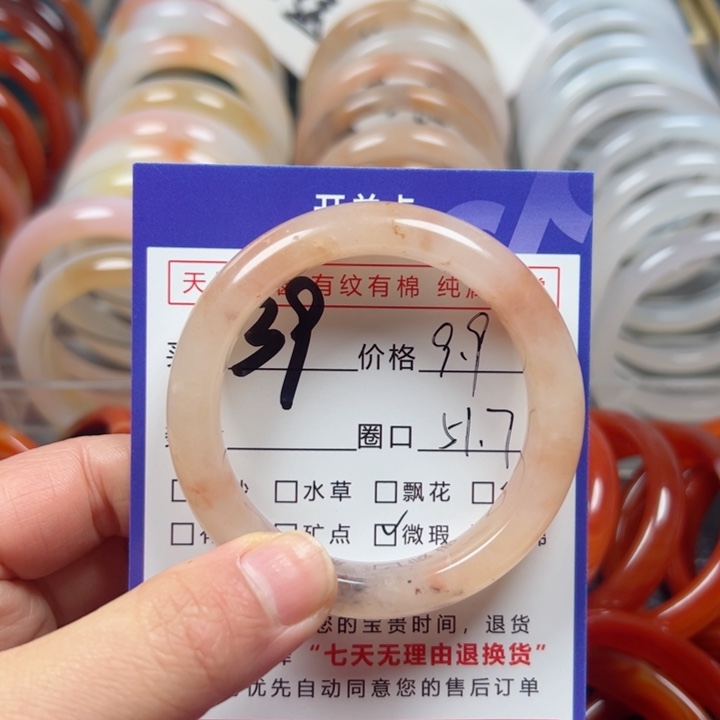 有纹有棉 纯
39 价格 9.9
圈口 51.7
水草 飘花
矿点 微瑕
您的宝贵时间，退货
“七天无理由退换货”
优先自动同意您的售后订单